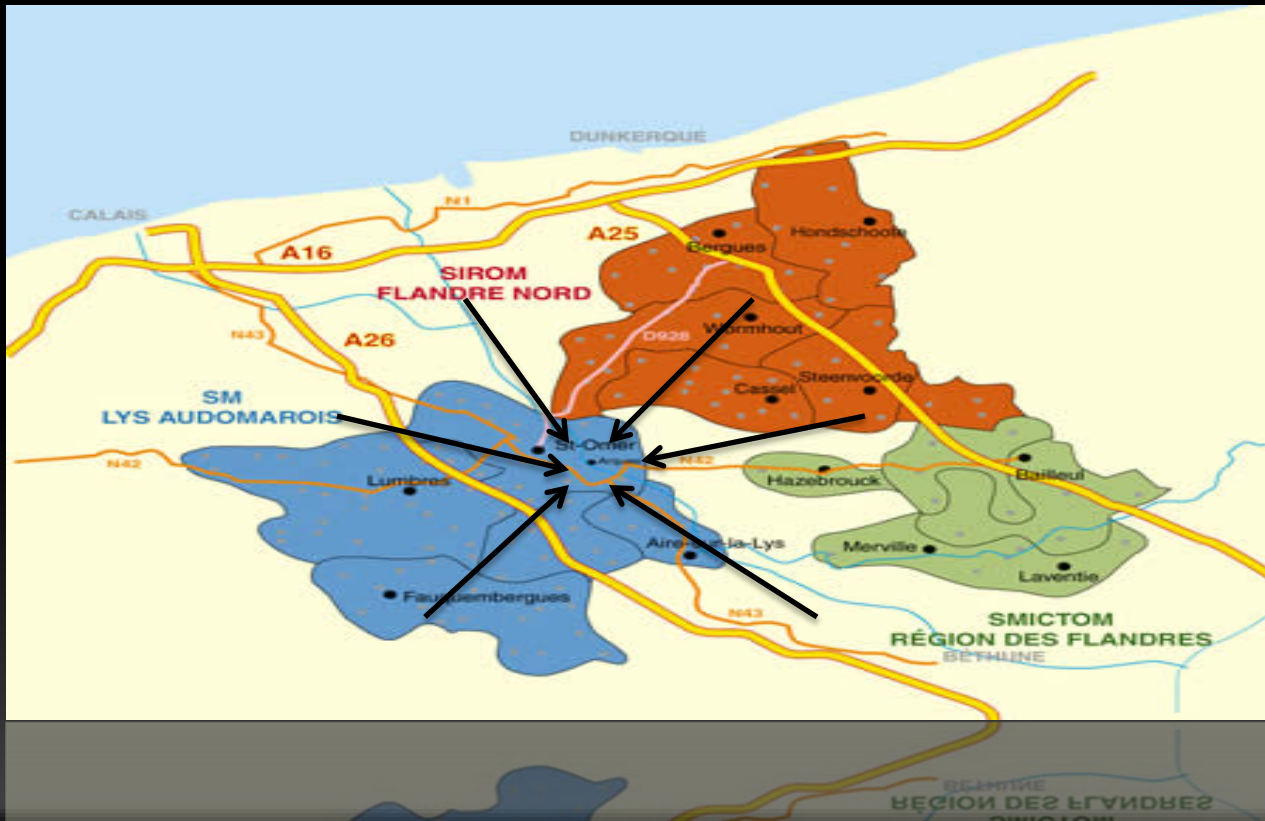 DUNKERQUE
CALAIS
N1
A16
A25
Bergues
Hondschoote
SIROM
FLANDRE NORD
N43
A26
D928
Wormhout
Cassel
Steenvoorde
SM
LYS AUDOMAROIS
St-Omer
N42
N42
Lumbres
Hazebrouck
Bailleul
Aire-sur-la-Lys
Merville
Laventie
Fauquembergues
N43
SMICTOM
RÉGION DES FLANDRES
BÉTHUNE